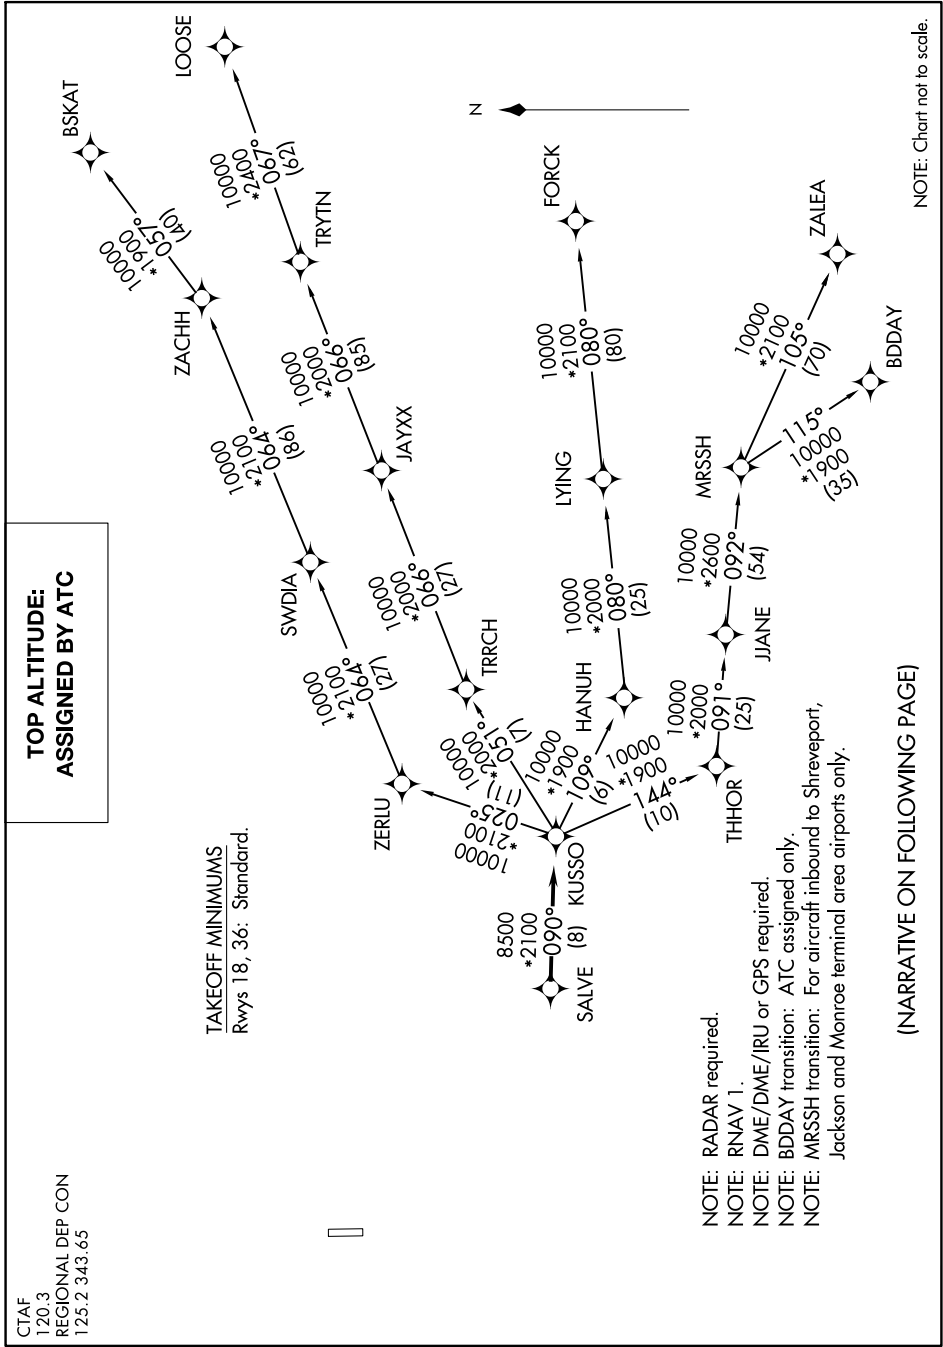 CTAF
120.3
REGIONAL DEP CON
125.2 343.65
TOP ALTITUDE:
ASSIGNED BY ATC
TAKEOFF MINIMUMS
Rwys 18, 36: Standard.
BSKAT
LOOSE
10000
*1900
057°
(40)
ZACHH
10000
*2400
067°
(62)
TRYTN
10000
*2100
064°
(86)
SWDIA
10000
*2000
066°
(85)
JAYXX
10000
*2100
064°
(27)
ZERLU
10000
*2000
066°
(27)
TRRCH
N
10000
*2100
025°
(11)
10000
*2000
051°
(7)
FORCK
10000
*2100
080°
(80)
LYING
10000
*2000
080°
(25)
HANUH
10000
*1900
109°
(6)
8500
*2100
090°
(8)
SALVE
KUSSO
10000
*1900
144°
(10)
THHOR
10000
*2000
091°
(25)
JJANE
10000
*2600
092°
(54)
MRSSH
10000
*2100
105°
(70)
ZALEA
115°
10000
*1900
(35)
BDDAY
NOTE: RADAR required.
NOTE: RNAV 1.
NOTE: DME/DME/IRU or GPS required.
NOTE: BDDAY transition: ATC assigned only.
NOTE: MRSSH transition: For aircraft inbound to Shreveport,
Jackson and Monroe terminal area airports only.
(NARRATIVE ON FOLLOWING PAGE)
NOTE: Chart not to scale.